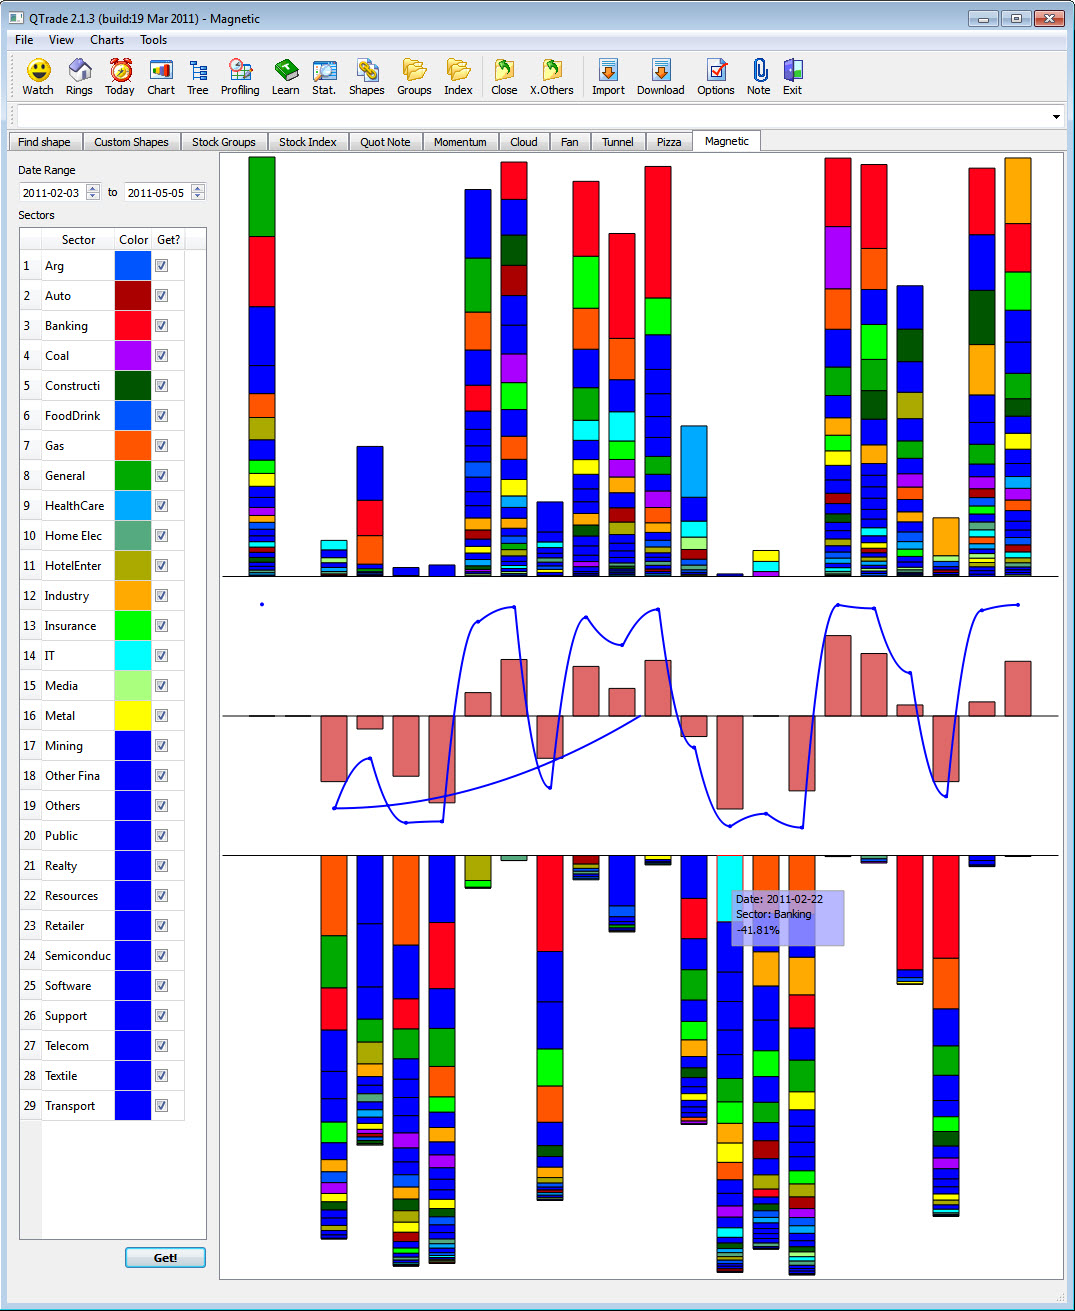 QTrade 2.1.3 (build:19 Mar 2011) - Magnetic
File View Charts Tools
Watch Rings Today Chart Tree Profiling Learn Stat. Shapes Groups Index Close X.Others Import Download Options Note Exit
Find shape Custom Shapes Stock Groups Stock Index Quot Note Momentum Cloud Fan Tunnel Pizza Magnetic
Date Range
2011-02-03 to 2011-05-05
Sectors
Sector Color Get?
1 Arg
2 Auto
3 Banking
4 Coal
5 Constructi
6 FoodDrink
7 Gas
8 General
9 HealthCare
10 Home Elec
11 HotelEnter
12 Industry
13 Insurance
14 IT
15 Media
16 Metal
17 Mining
18 Other Fina
19 Others
20 Public
21 Realty
22 Resources
23 Retailer
24 Semiconduc
25 Software
26 Support
27 Telecom
28 Textile
29 Transport
Get!
Date: 2011-02-22
Sector: Banking
-41.81%